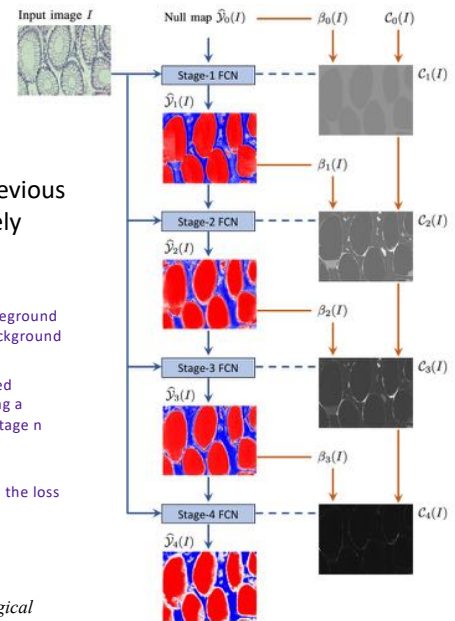 Input image I
Null map Ŷ₀(I)
β₀(I)
C₀(I)
Stage-1 FCN
C₁(I)
Ŷ₁(I)
evious
ely
β₁(I)
Stage-2 FCN
C₂(I)
Ŷ₂(I)
eground
ckground
β₂(I)
ed
g a
tage n
Stage-3 FCN
C₃(I)
Ŷ₃(I)
the loss
β₃(I)
Stage-4 FCN
C₄(I)
Ŷ₄(I)
gical